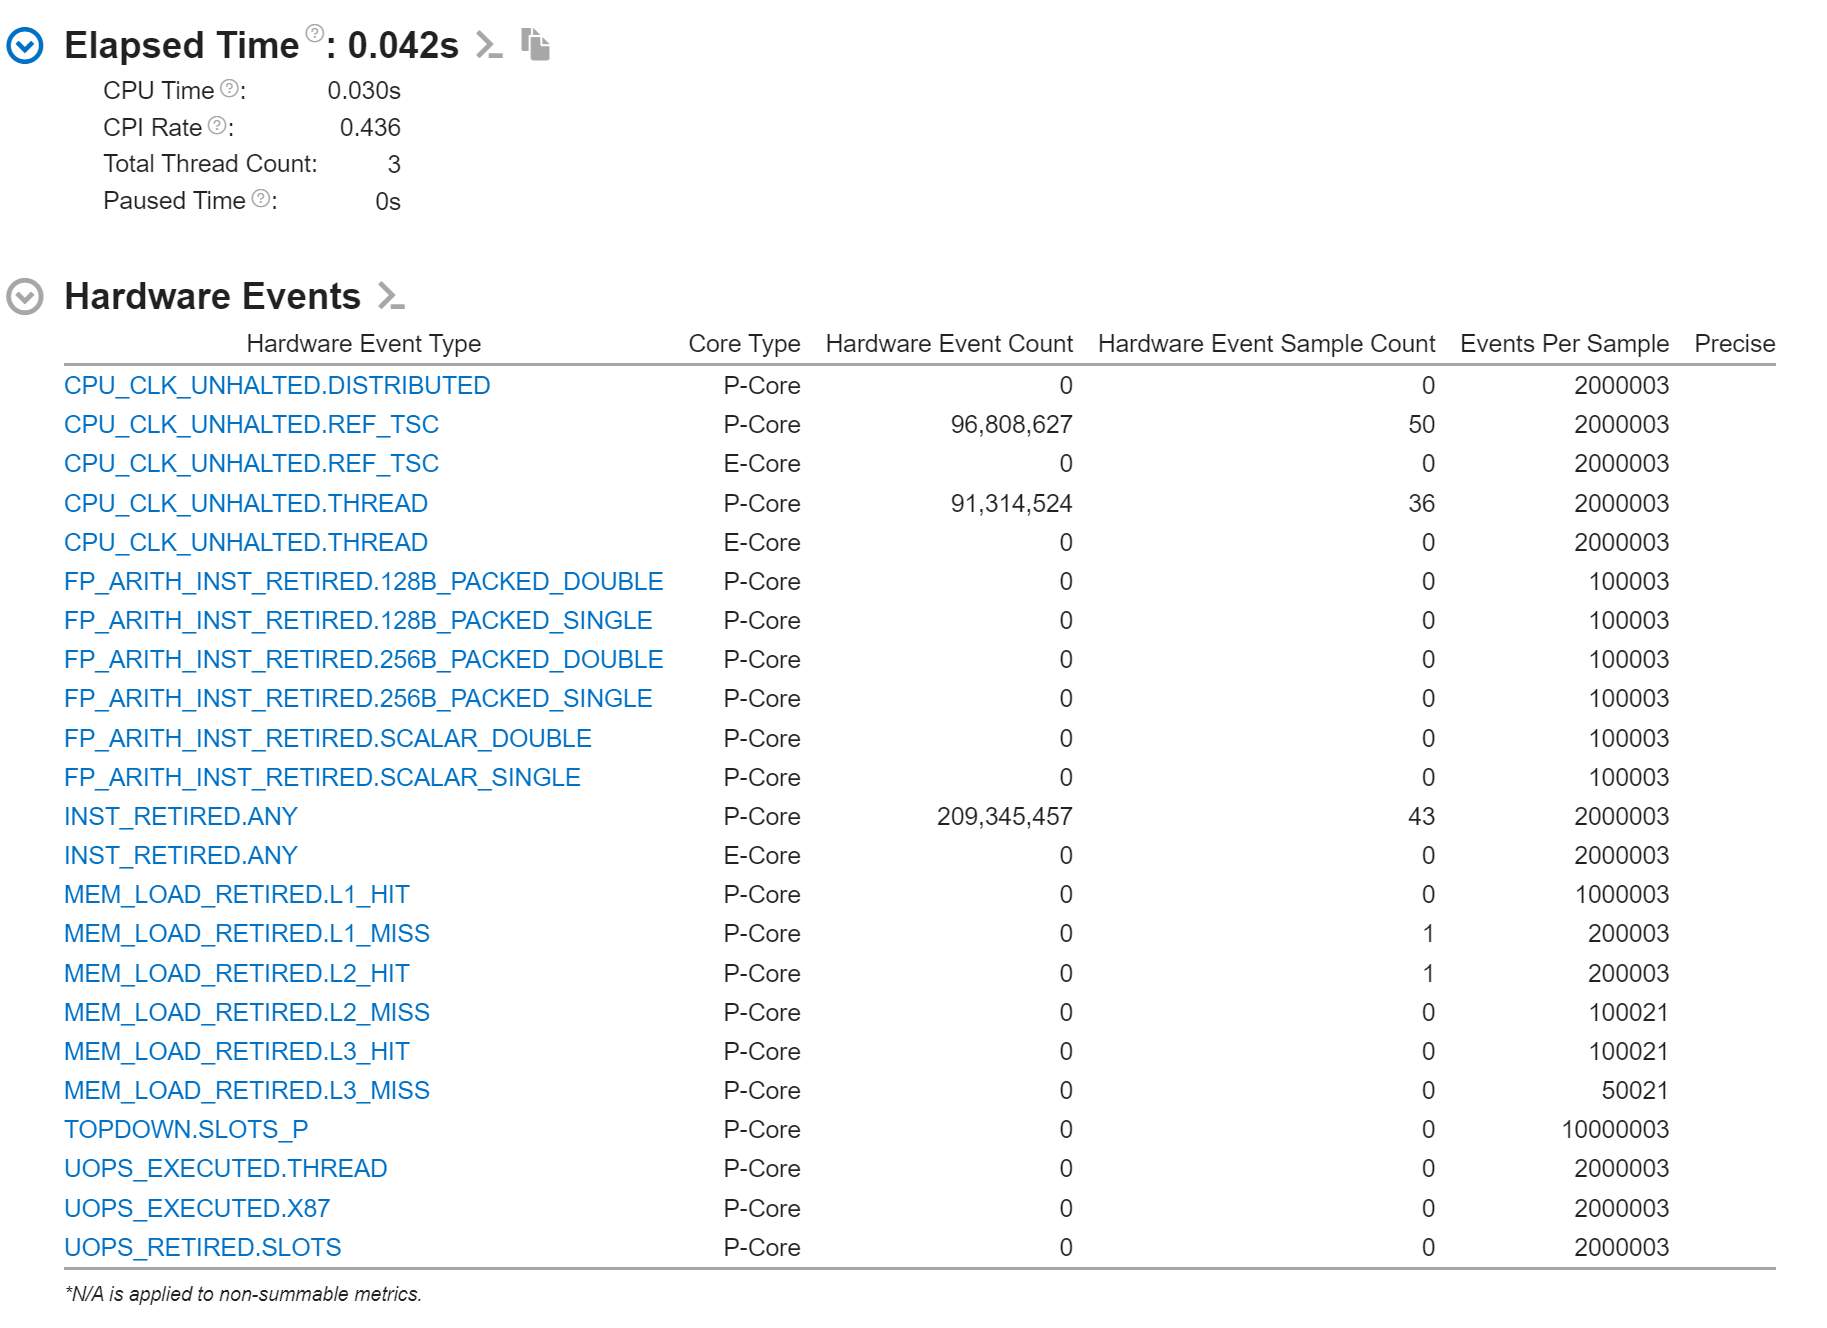 Elapsed Time ?: 0.042s
CPU Time ?: 0.030s
CPI Rate ?: 0.436
Total Thread Count: 3
Paused Time ?: 0s
Hardware Events
Hardware Event Type Core Type Hardware Event Count Hardware Event Sample Count Events Per Sample Precise
CPU_CLK_UNHALTED.DISTRIBUTED P-Core 0 0 2000003
CPU_CLK_UNHALTED.REF_TSC P-Core 96,808,627 50 2000003
CPU_CLK_UNHALTED.REF_TSC E-Core 0 0 2000003
CPU_CLK_UNHALTED.THREAD P-Core 91,314,524 36 2000003
CPU_CLK_UNHALTED.THREAD E-Core 0 0 2000003
FP_ARITH_INST_RETIRED.128B_PACKED_DOUBLE P-Core 0 0 100003
FP_ARITH_INST_RETIRED.128B_PACKED_SINGLE P-Core 0 0 100003
FP_ARITH_INST_RETIRED.256B_PACKED_DOUBLE P-Core 0 0 100003
FP_ARITH_INST_RETIRED.256B_PACKED_SINGLE P-Core 0 0 100003
FP_ARITH_INST_RETIRED.SCALAR_DOUBLE P-Core 0 0 100003
FP_ARITH_INST_RETIRED.SCALAR_SINGLE P-Core 0 0 100003
INST_RETIRED.ANY P-Core 209,345,457 43 2000003
INST_RETIRED.ANY E-Core 0 0 2000003
MEM_LOAD_RETIRED.L1_HIT P-Core 0 0 1000003
MEM_LOAD_RETIRED.L1_MISS P-Core 0 1 200003
MEM_LOAD_RETIRED.L2_HIT P-Core 0 1 200003
MEM_LOAD_RETIRED.L2_MISS P-Core 0 0 100021
MEM_LOAD_RETIRED.L3_HIT P-Core 0 0 100021
MEM_LOAD_RETIRED.L3_MISS P-Core 0 0 50021
TOPDOWN.SLOTS_P P-Core 0 0 10000003
UOPS_EXECUTED.THREAD P-Core 0 0 2000003
UOPS_EXECUTED.X87 P-Core 0 0 2000003
UOPS_RETIRED.SLOTS P-Core 0 0 2000003
*N/A is applied to non-summable metrics.